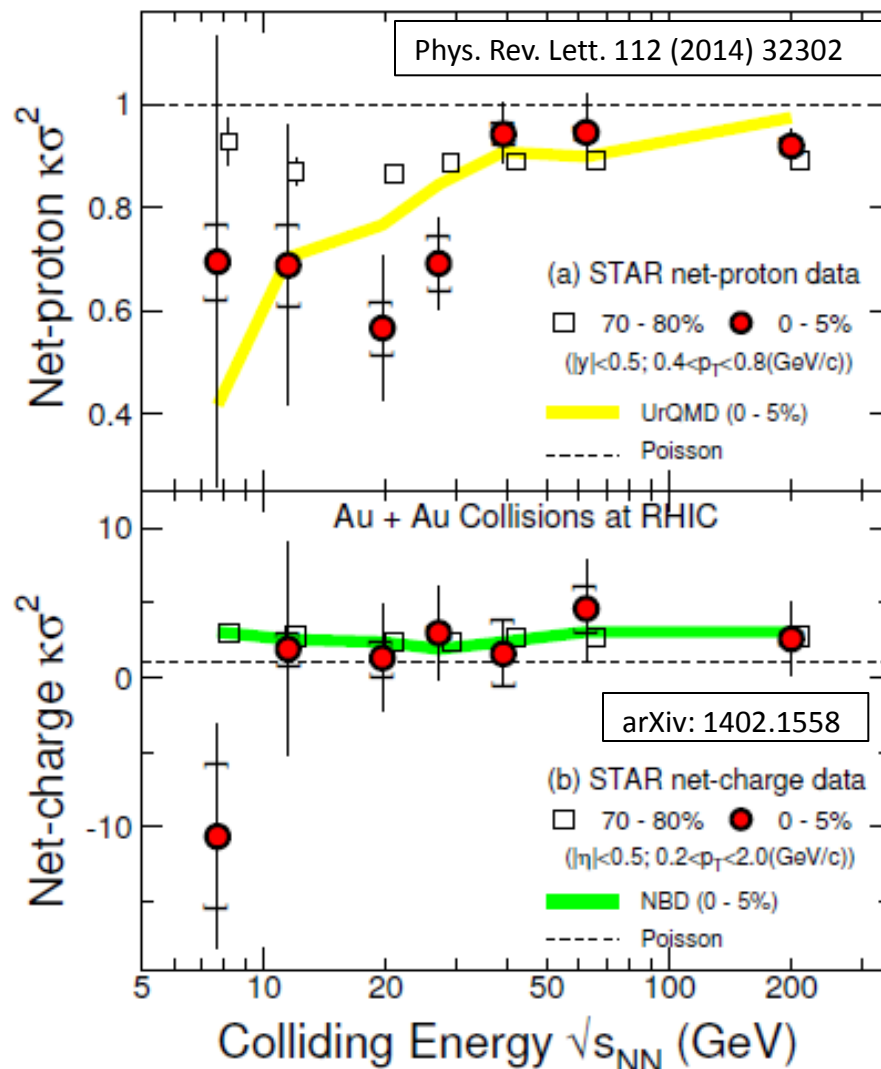 Phys. Rev. Lett. 112 (2014) 32302
Net-proton κσ²
1
0.8
0.6
0.4
(a) STAR net-proton data
70 - 80% 0 - 5%
(|y|<0.5; 0.4<p_T<0.8(GeV/c))
UrQMD (0 - 5%)
Poisson
Au + Au Collisions at RHIC
Net-charge κσ²
10
0
-10
arXiv: 1402.1558
(b) STAR net-charge data
70 - 80% 0 - 5%
(|η|<0.5; 0.2<p_T<2.0(GeV/c))
NBD (0 - 5%)
Poisson
5 10 20 50 100 200
Colliding Energy √s_NN (GeV)